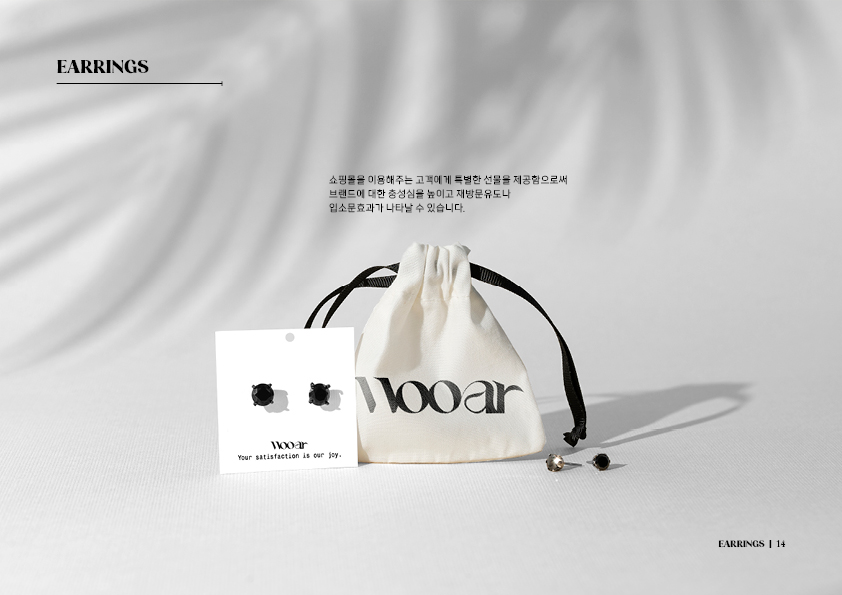 EARRINGS
쇼핑몰을 이용해주는 고객에게 특별한 선물을 제공함으로써
브랜드에 대한 충성심을 높이고 재방문유도나
입소문효과가 나타날 수 있습니다.
Wooar
Wooar
Your satisfaction is our joy.
EARRINGS | 14